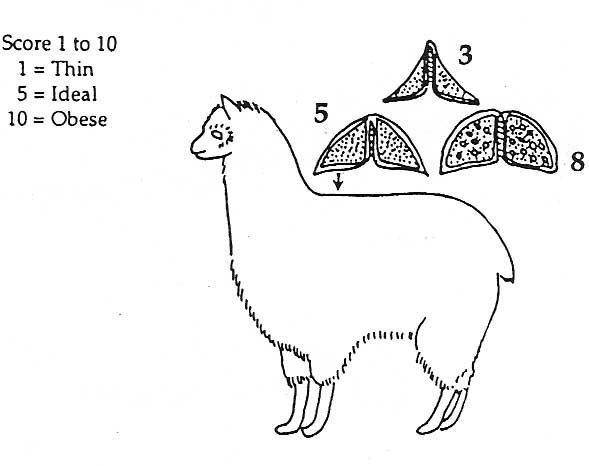 Score 1 to 10
1 = Thin
5 = Ideal
10 = Obese
3
5
8